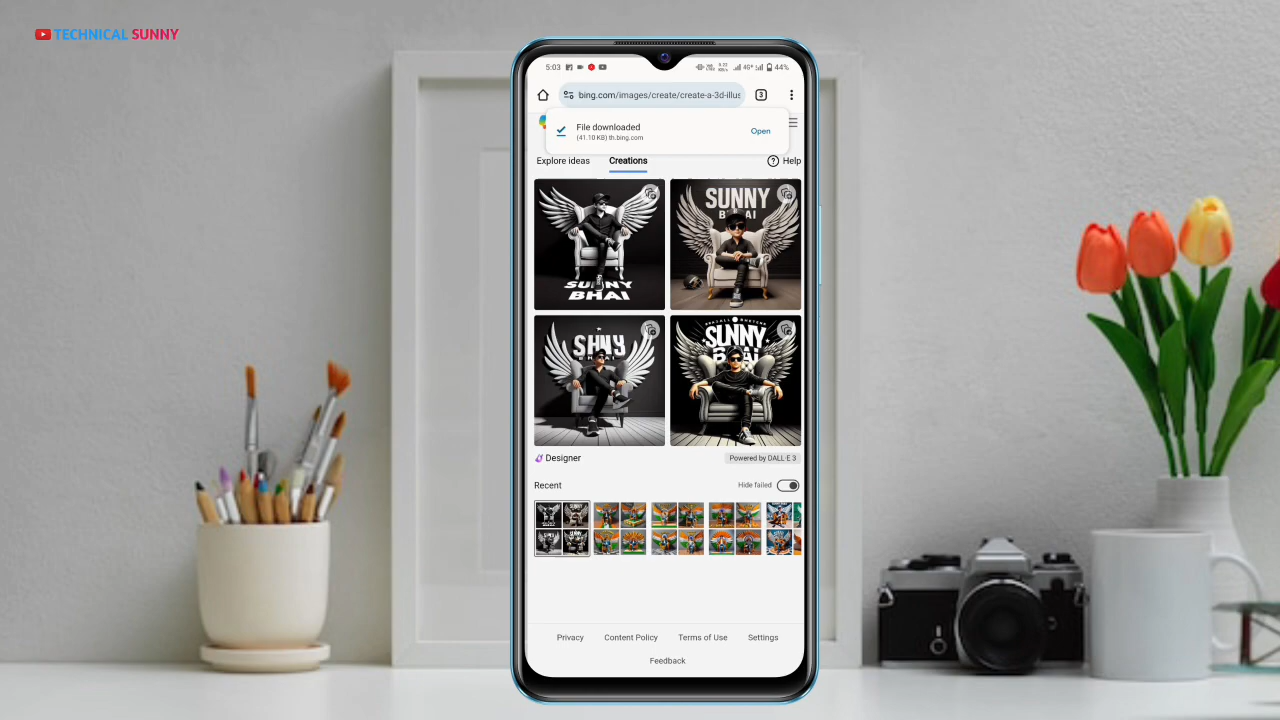 TECHNICAL SUNNY
5:03
4G+
44%
3
bing.com/images/create/create-a-3d-illus
File downloaded
(41.10 KB) th.bing.com
Open
Explore ideas
Creations
Help
SUNNY
BHAI
SUNNY
SHNY
BHAI
SUNNY
Designer
Powered by DALL·E 3
Recent
Hide failed
Privacy
Content Policy
Terms of Use
Settings
Feedback